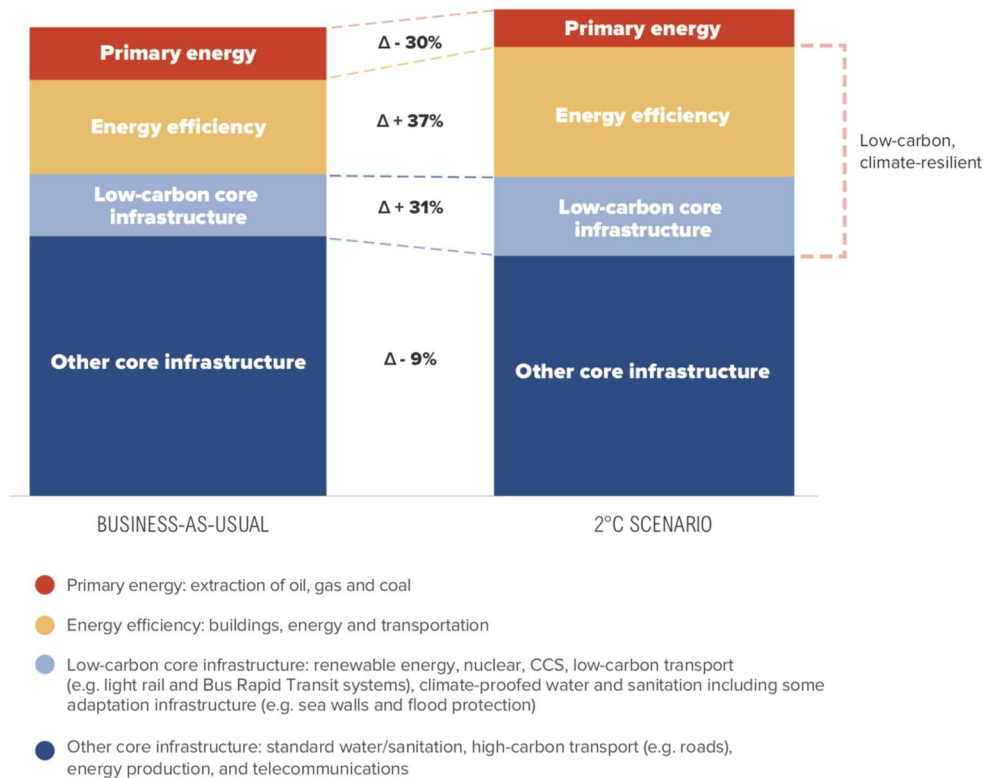 Primary energy
Δ - 30%
Primary energy
Energy efficiency
Δ + 37%
Energy efficiency
Low-carbon,
climate-resilient
Low-carbon core
infrastructure
Δ + 31%
Low-carbon core
infrastructure
Other core infrastructure
Δ - 9%
Other core infrastructure
BUSINESS-AS-USUAL
2°C SCENARIO
Primary energy: extraction of oil, gas and coal
Energy efficiency: buildings, energy and transportation
Low-carbon core infrastructure: renewable energy, nuclear, CCS, low-carbon transport
(e.g. light rail and Bus Rapid Transit systems), climate-proofed water and sanitation including some
adaptation infrastructure (e.g. sea walls and flood protection)
Other core infrastructure: standard water/sanitation, high-carbon transport (e.g. roads),
energy production, and telecommunications